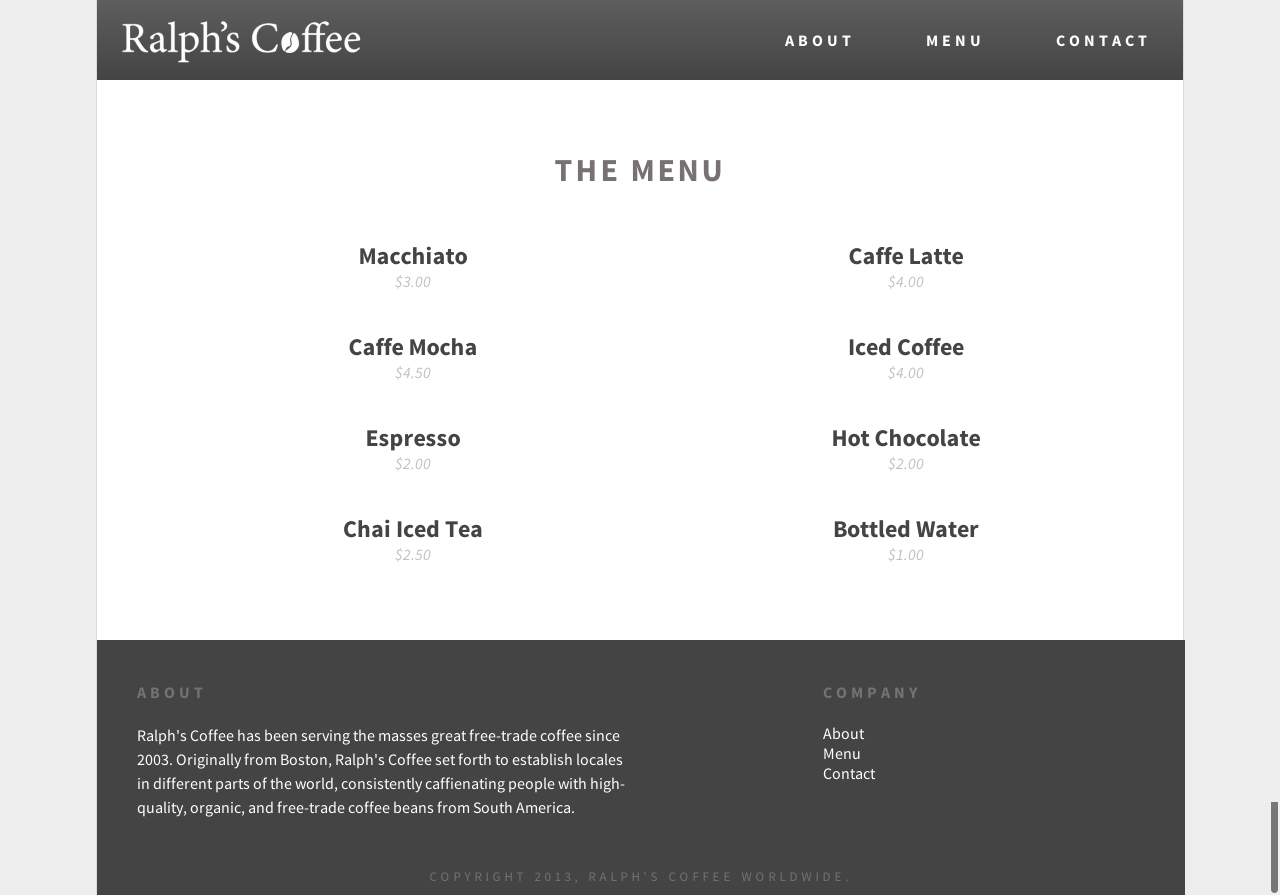 Ralph's Coffee
ABOUT MENU CONTACT
THE MENU
Macchiato
$3.00
Caffe Latte
$4.00
Caffe Mocha
$4.50
Iced Coffee
$4.00
Espresso
$2.00
Hot Chocolate
$2.00
Chai Iced Tea
$2.50
Bottled Water
$1.00
ABOUT
Ralph's Coffee has been serving the masses great free-trade coffee since
2003. Originally from Boston, Ralph's Coffee set forth to establish locales
in different parts of the world, consistently caffienating people with high-
quality, organic, and free-trade coffee beans from South America.
COMPANY
About
Menu
Contact
COPYRIGHT 2013, RALPH'S COFFEE WORLDWIDE.